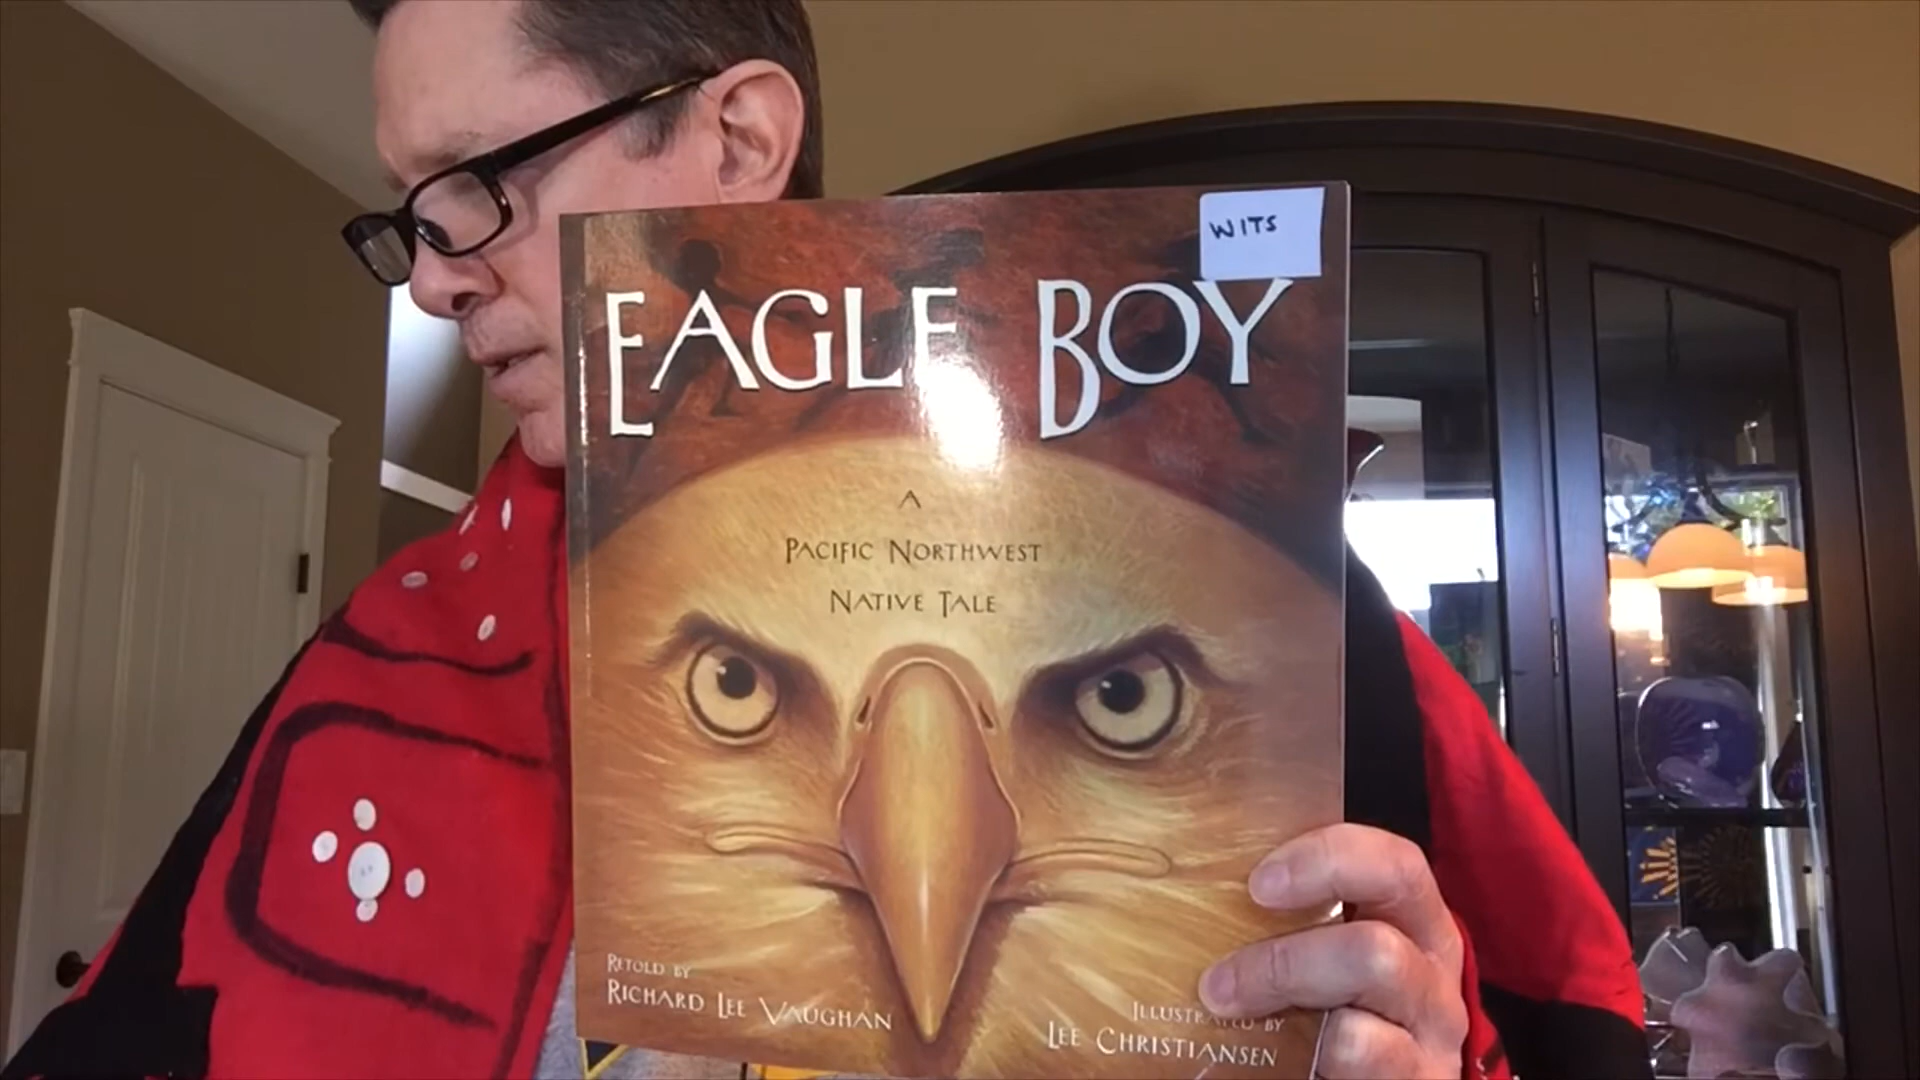 WITS
EAGLE BOY
A
PACIFIC NORTHWEST
NATIVE TALE
RETOLD BY
RICHARD LEE VAUGHAN
ILLUSTRATED BY
LEE CHRISTIANSEN